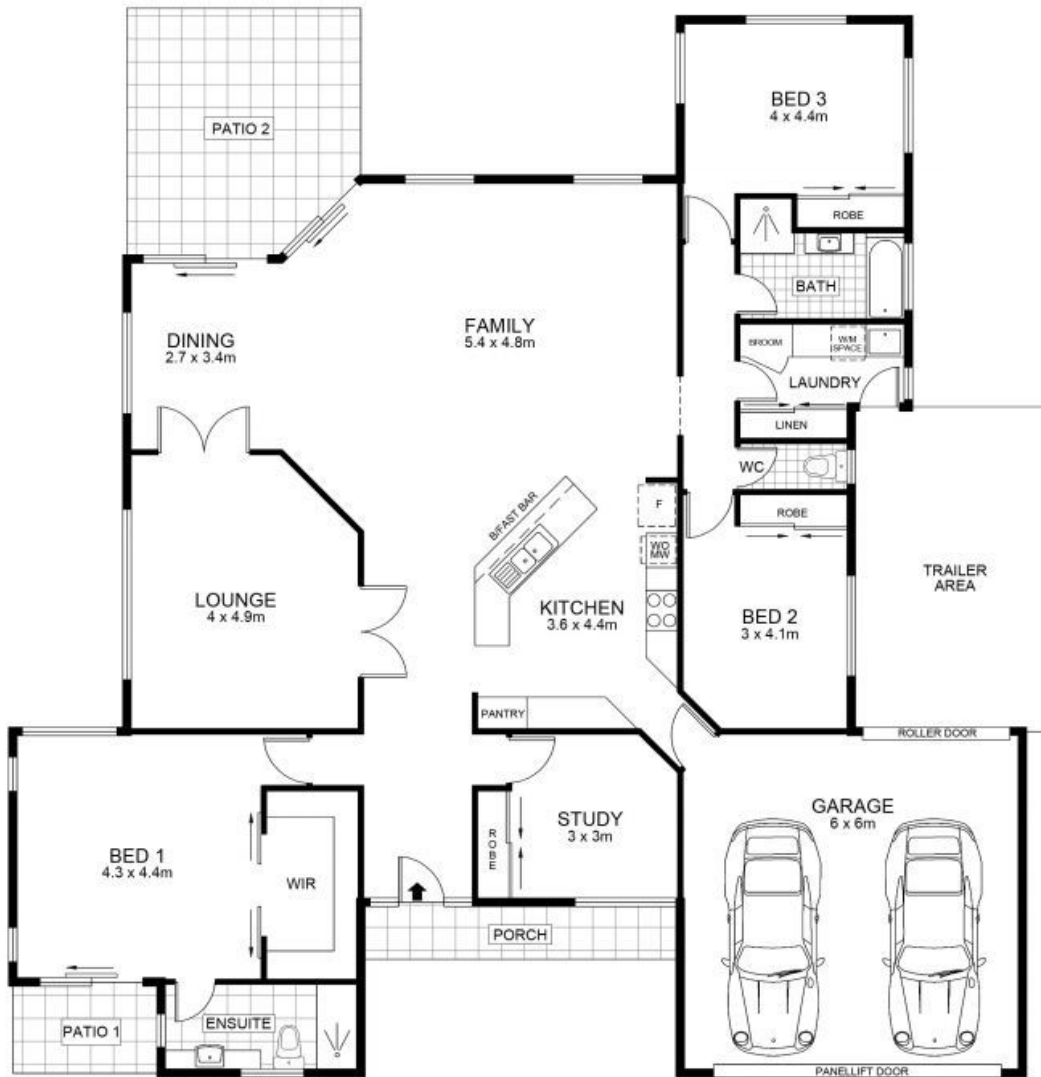 PATIO 2
BED 3
4 x 4.4m
ROBE
BATH
DINING
2.7 x 3.4m
FAMILY
5.4 x 4.8m
BROOM
W/M
SPACE
LAUNDRY
LINEN
WC
B/FAST BAR
F
WO
MW
ROBE
TRAILER
AREA
LOUNGE
4 x 4.9m
KITCHEN
3.6 x 4.4m
BED 2
3 x 4.1m
PANTRY
ROLLER DOOR
STUDY
3 x 3m
ROBE
GARAGE
6 x 6m
BED 1
4.3 x 4.4m
WIR
PORCH
PATIO 1
ENSUITE
PANELLIFT DOOR